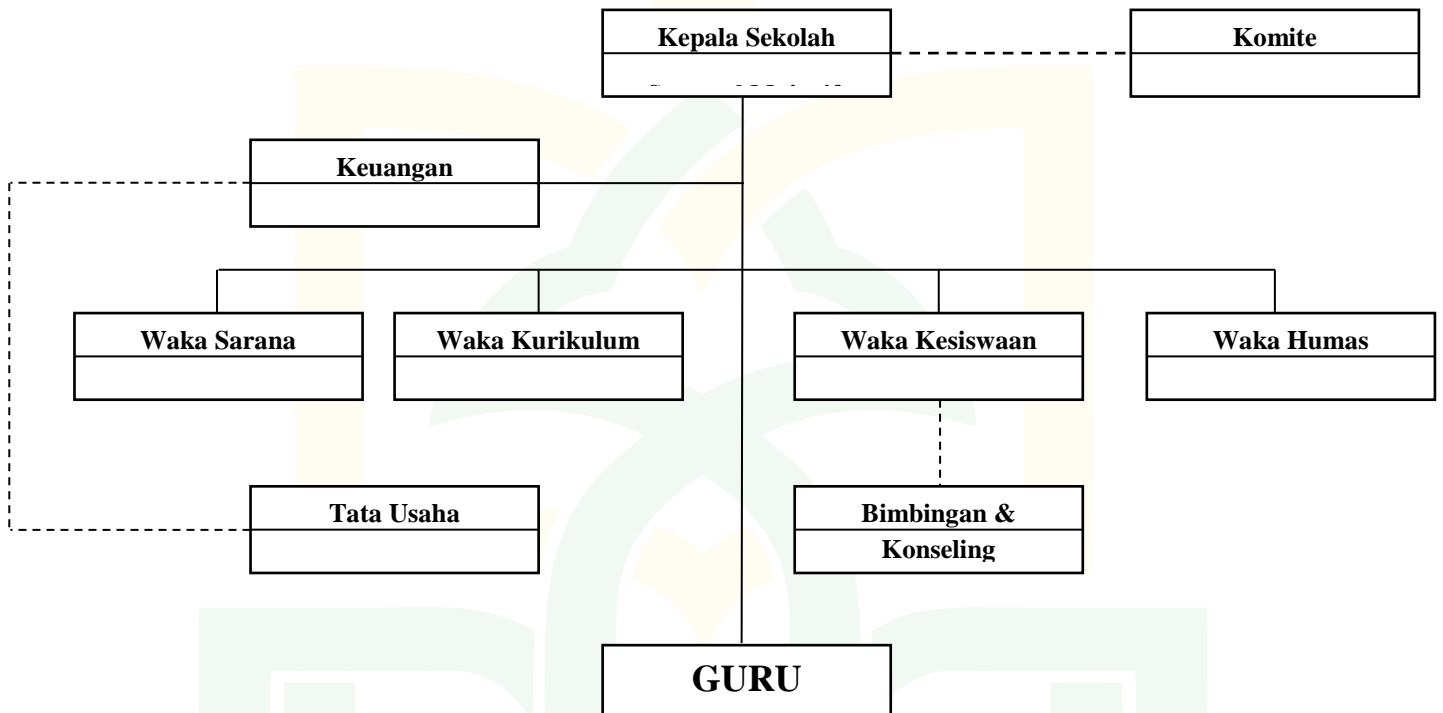 Kepala Sekolah
Komite
Keuangan
Waka Sarana
Waka Kurikulum
Waka Kesiswaan
Waka Humas
Tata Usaha
Bimbingan &
Konseling
GURU